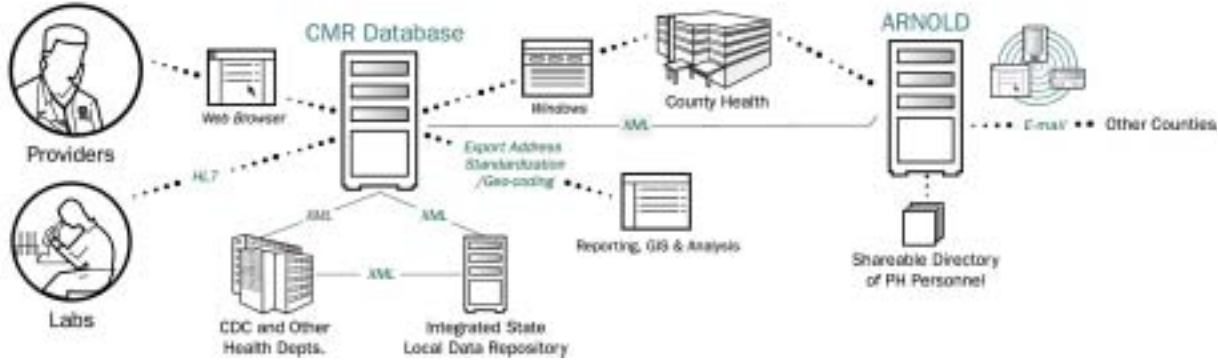 CMR Database
ARNOLD
Web Browser
Windows
County Health
Providers
XML
E-mail
Other Counties
HL7
Export Address
Standardization
/Geo-coding
XML
XML
Reporting, GIS & Analysis
Shareable Directory
of PH Personnel
XML
Labs
CDC and Other
Health Depts.
Integrated State
Local Data Repository